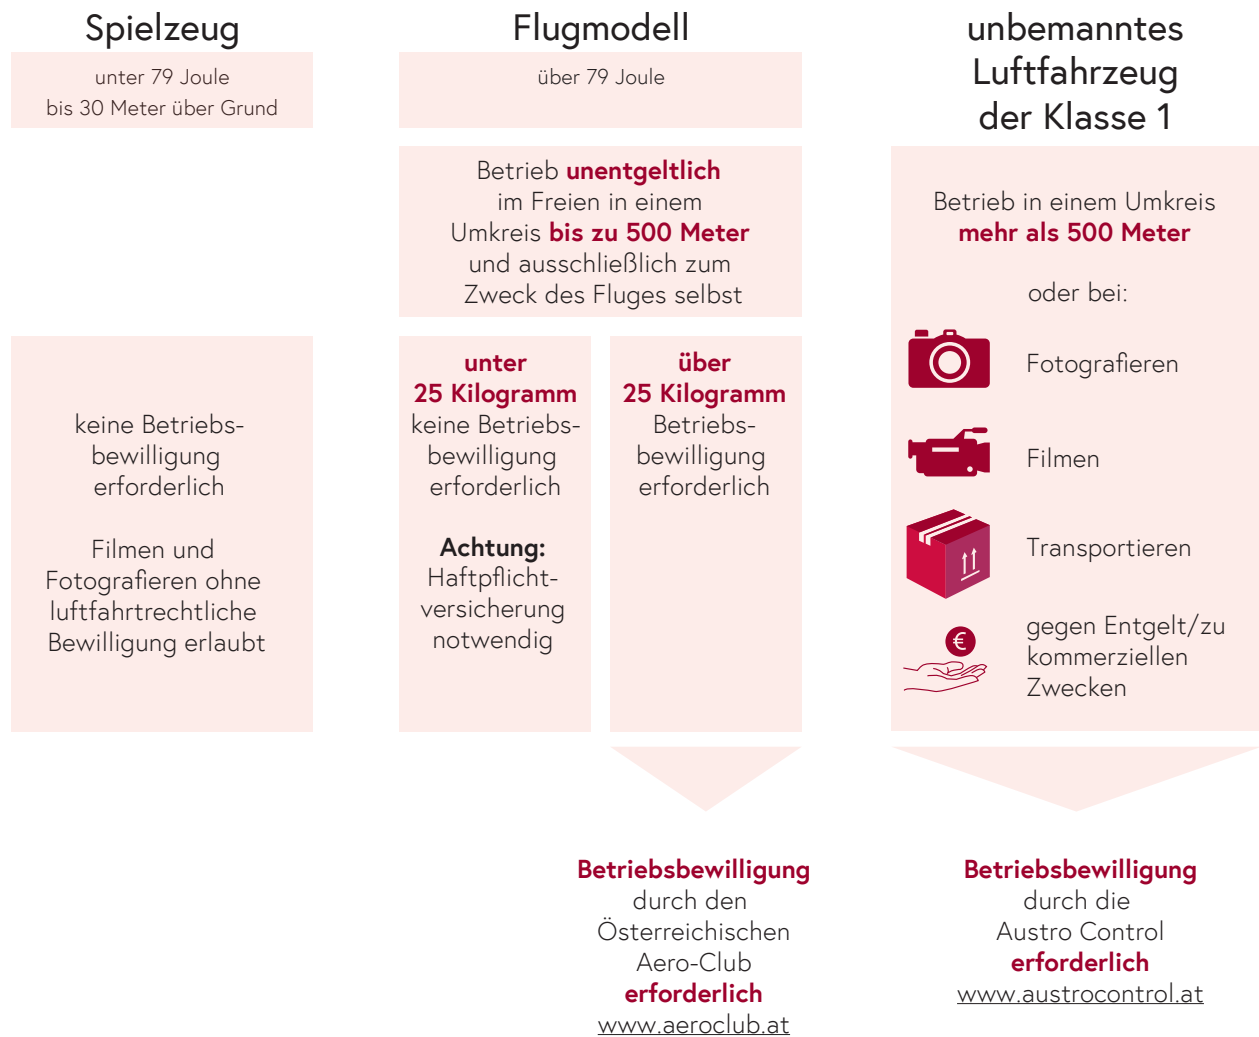 Spielzeug
unter 79 Joule
bis 30 Meter über Grund
keine Betriebs-
bewilligung
erforderlich
Filmen und
Fotografieren ohne
luftfahrtrechtliche
Bewilligung erlaubt
Flugmodell
über 79 Joule
Betrieb unentgeltlich
im Freien in einem
Umkreis bis zu 500 Meter
und ausschließlich zum
Zweck des Fluges selbst
unter
25 Kilogramm
keine Betriebs-
bewilligung
erforderlich
Achtung:
Haftpflicht-
versicherung
notwendig
über
25 Kilogramm
Betriebs-
bewilligung
erforderlich
Betriebsbewilligung
durch den
Österreichischen
Aero-Club
erforderlich
www.aeroclub.at
unbemanntes
Luftfahrzeug
der Klasse 1
Betrieb in einem Umkreis
mehr als 500 Meter
oder bei:
Fotografieren
Filmen
Transportieren
€
gegen Entgelt/zu
kommerziellen
Zwecken
Betriebsbewilligung
durch die
Austro Control
erforderlich
www.austrocontrol.at